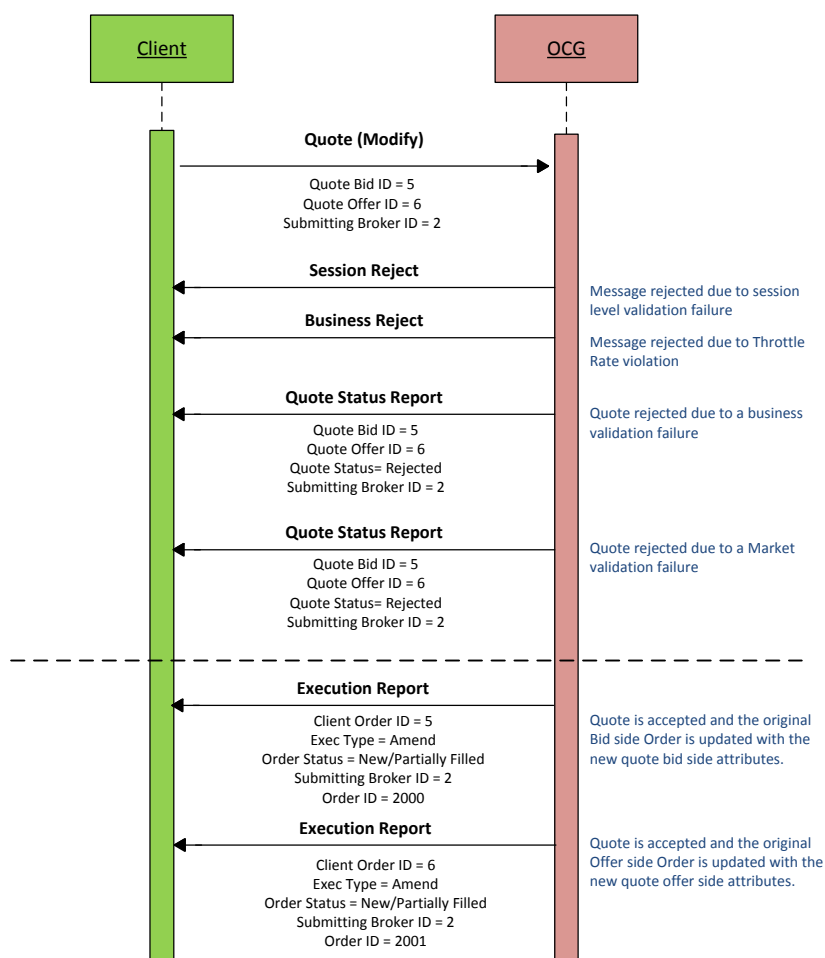 Client
OCG
Quote (Modify)
Quote Bid ID = 5
Quote Offer ID = 6
Submitting Broker ID = 2
Session Reject
Message rejected due to session
level validation failure
Business Reject
Message rejected due to Throttle
Rate violation
Quote Status Report
Quote Bid ID = 5
Quote Offer ID = 6
Quote Status= Rejected
Submitting Broker ID = 2
Quote rejected due to a business
validation failure
Quote Status Report
Quote Bid ID = 5
Quote Offer ID = 6
Quote Status= Rejected
Submitting Broker ID = 2
Quote rejected due to a Market
validation failure
Execution Report
Client Order ID = 5
Exec Type = Amend
Order Status = New/Partially Filled
Submitting Broker ID = 2
Order ID = 2000
Quote is accepted and the original
Bid side Order is updated with the
new quote bid side attributes.
Execution Report
Client Order ID = 6
Exec Type = Amend
Order Status = New/Partially Filled
Submitting Broker ID = 2
Order ID = 2001
Quote is accepted and the original
Offer side Order is updated with the
new quote offer side attributes.